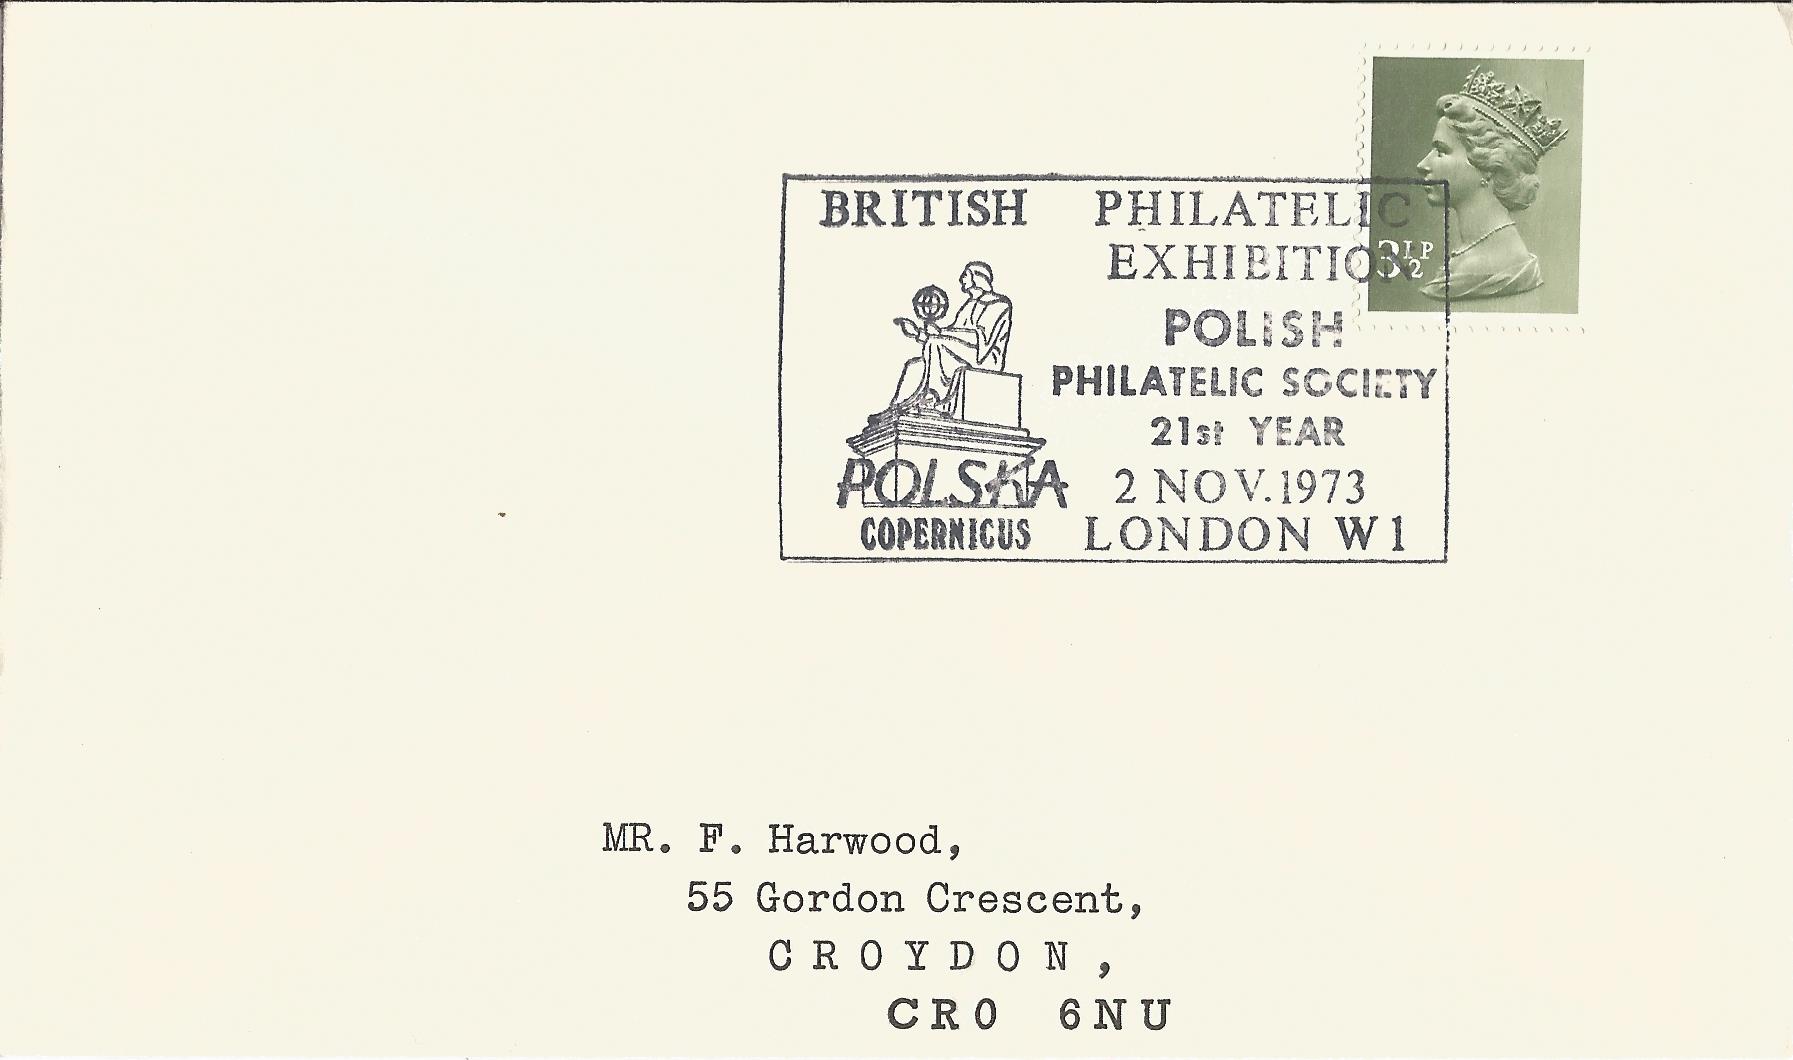 BRITISH PHILATELIC
EXHIBITION
POLISH
PHILATELIC SOCIETY
21st YEAR
2 NOV. 1973
LONDON W1
POLSKA
COPERNICUS
3½P
MR. F. Harwood,
55 Gordon Crescent,
CROYDON,
CR0 6NU